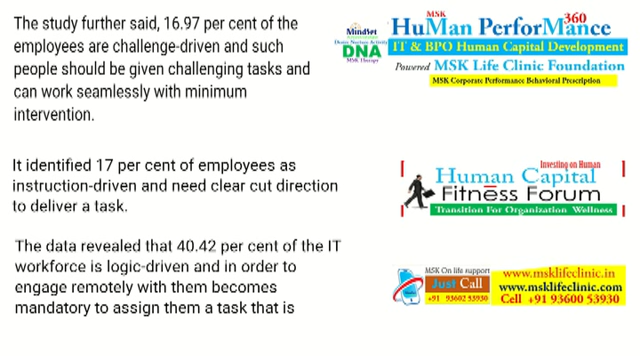 The study further said, 16.97 per cent of the
employees are challenge-driven and such
people should be given challenging tasks and
can work seamlessly with minimum
intervention.
It identified 17 per cent of employees as
instruction-driven and need clear cut direction
to deliver a task.
The data revealed that 40.42 per cent of the IT
workforce is logic-driven and in order to
engage remotely with them becomes
mandatory to assign them a task that is
MindSet
DNA
MSK Therapy
MSK
HuMan PerforMance 360
IT & BPO Human Capital Development
Powered MSK Life Clinic Foundation
MSK Corporate Performance Behavioral Prescription
Investing on Human
Human Capital
Fitness Forum
Transition For Organization Wellness
MSK On life support
Just Call
+91 93602 53930
www.msklifeclinic.in
www.msklifeclinic.com
Cell +91 93600 53930